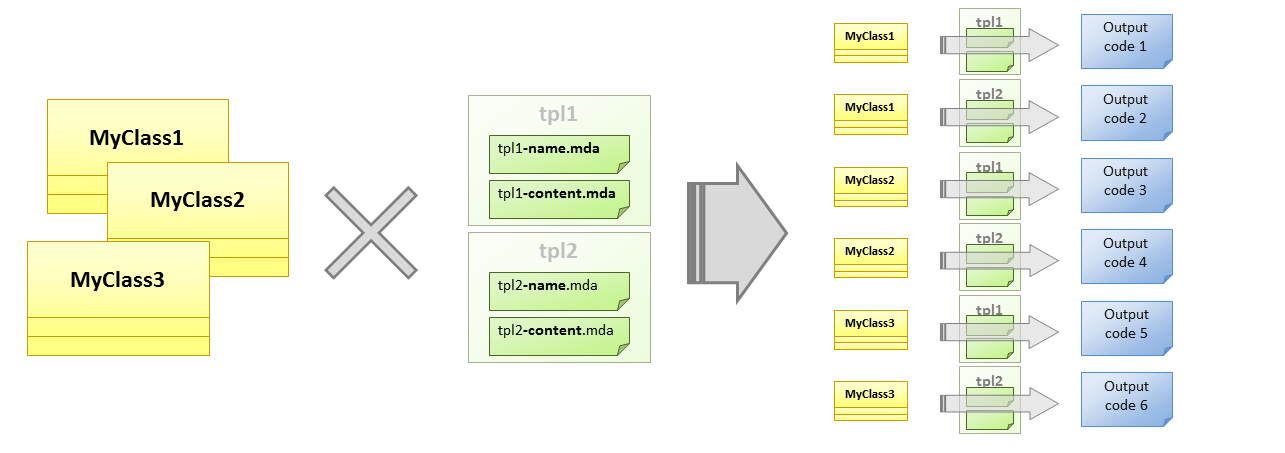 MyClass1
MyClass2
MyClass3
tpl1
tpl1-name.mda
tpl1-content.mda
tpl2
tpl2-name.mda
tpl2-content.mda
MyClass1
tpl1
Output
code 1
MyClass1
tpl2
Output
code 2
MyClass2
tpl1
Output
code 3
MyClass2
tpl2
Output
code 4
MyClass3
tpl1
Output
code 5
MyClass3
tpl2
Output
code 6